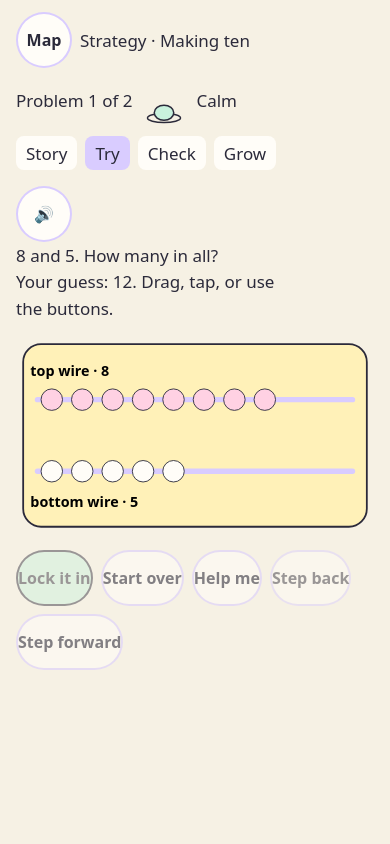 Map
Strategy · Making ten
Problem 1 of 2
Calm
Story
Try
Check
Grow
8 and 5. How many in all?
Your guess: 12. Drag, tap, or use
the buttons.
top wire · 8
bottom wire · 5
Lock it in
Start over
Help me
Step back
Step forward